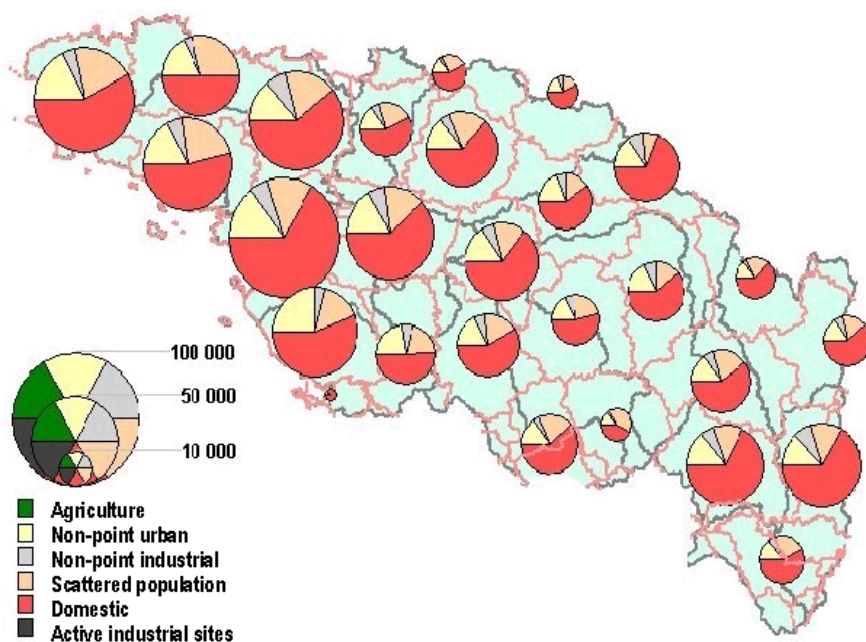 100 000
50 000
10 000
Agriculture
Non-point urban
Non-point industrial
Scattered population
Domestic
Active industrial sites